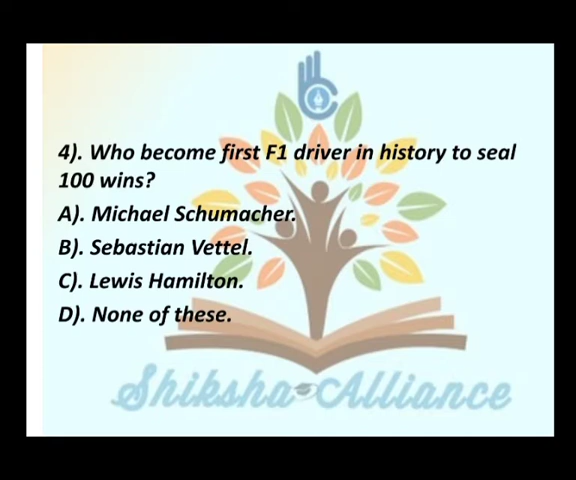 4). Who become first F1 driver in history to seal
100 wins?
A). Michael Schumacher.
B). Sebastian Vettel.
C). Lewis Hamilton.
D). None of these.
Shiksha Alliance